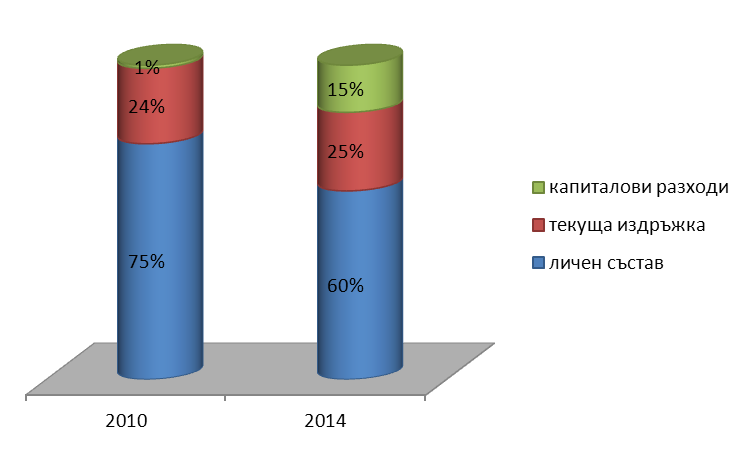 1%
24%
75%
15%
25%
60%
2010
2014
капиталови разходи
текуща издръжка
личен състав